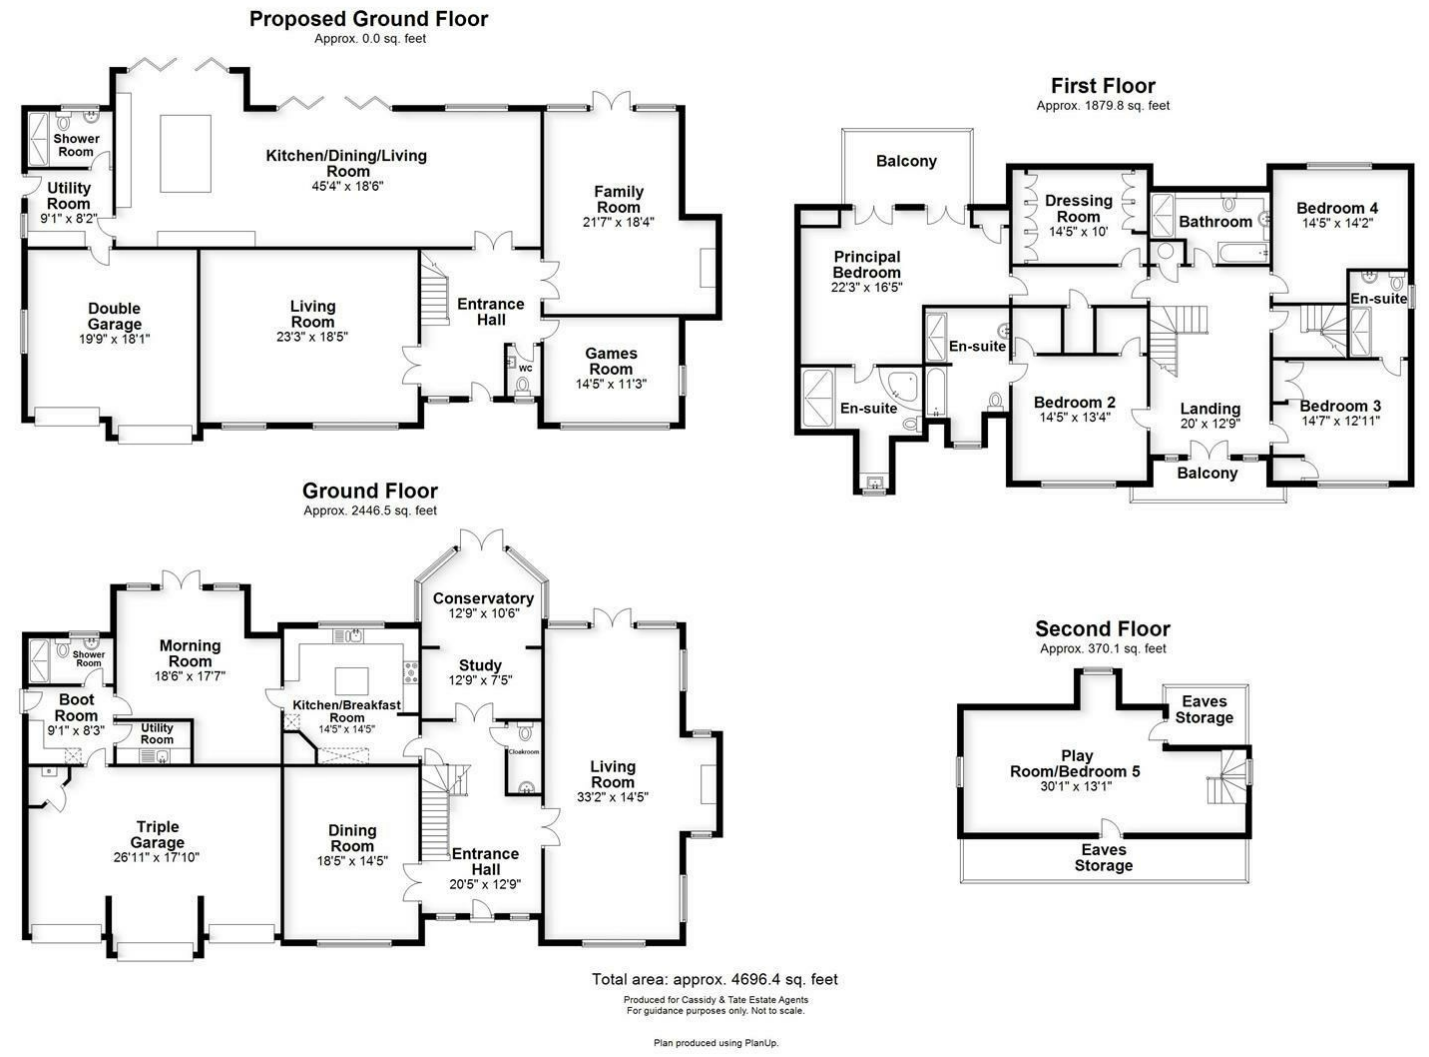 Proposed Ground Floor
Approx. 0.0 sq. feet
Shower
Room
Utility
Room
9'1" x 8'2"
Kitchen/Dining/Living
Room
45'4" x 18'6"
Family
Room
21'7" x 18'4"
Double
Garage
19'9" x 18'1"
Living
Room
23'3" x 18'5"
Entrance
Hall
WC
Games
Room
14'5" x 11'3"
First Floor
Approx. 1879.8 sq. feet
Balcony
Dressing
Room
14'5" x 10'
Bathroom
Bedroom 4
14'5" x 14'2"
Principal
Bedroom
22'3" x 16'5"
En-suite
En-suite
En-suite
Bedroom 2
14'5" x 13'4"
Landing
20' x 12'9"
Bedroom 3
14'7" x 12'11"
Balcony
Ground Floor
Approx. 2446.5 sq. feet
Conservatory
12'9" x 10'6"
Morning
Room
18'6" x 17'7"
Shower
Room
Study
12'9" x 7'5"
Boot
Room
9'1" x 8'3"
Utility
Room
Kitchen/Breakfast
Room
14'5" x 14'5"
Cloakroom
Living
Room
33'2" x 14'5"
Triple
Garage
26'11" x 17'10"
Dining
Room
18'5" x 14'5"
Entrance
Hall
20'5" x 12'9"
Second Floor
Approx. 370.1 sq. feet
Eaves
Storage
Play
Room/Bedroom 5
30'1" x 13'1"
Eaves
Storage
Total area: approx. 4696.4 sq. feet
Produced for Cassidy & Tate Estate Agents
For guidance purposes only. Not to scale.
Plan produced using PlanUp.